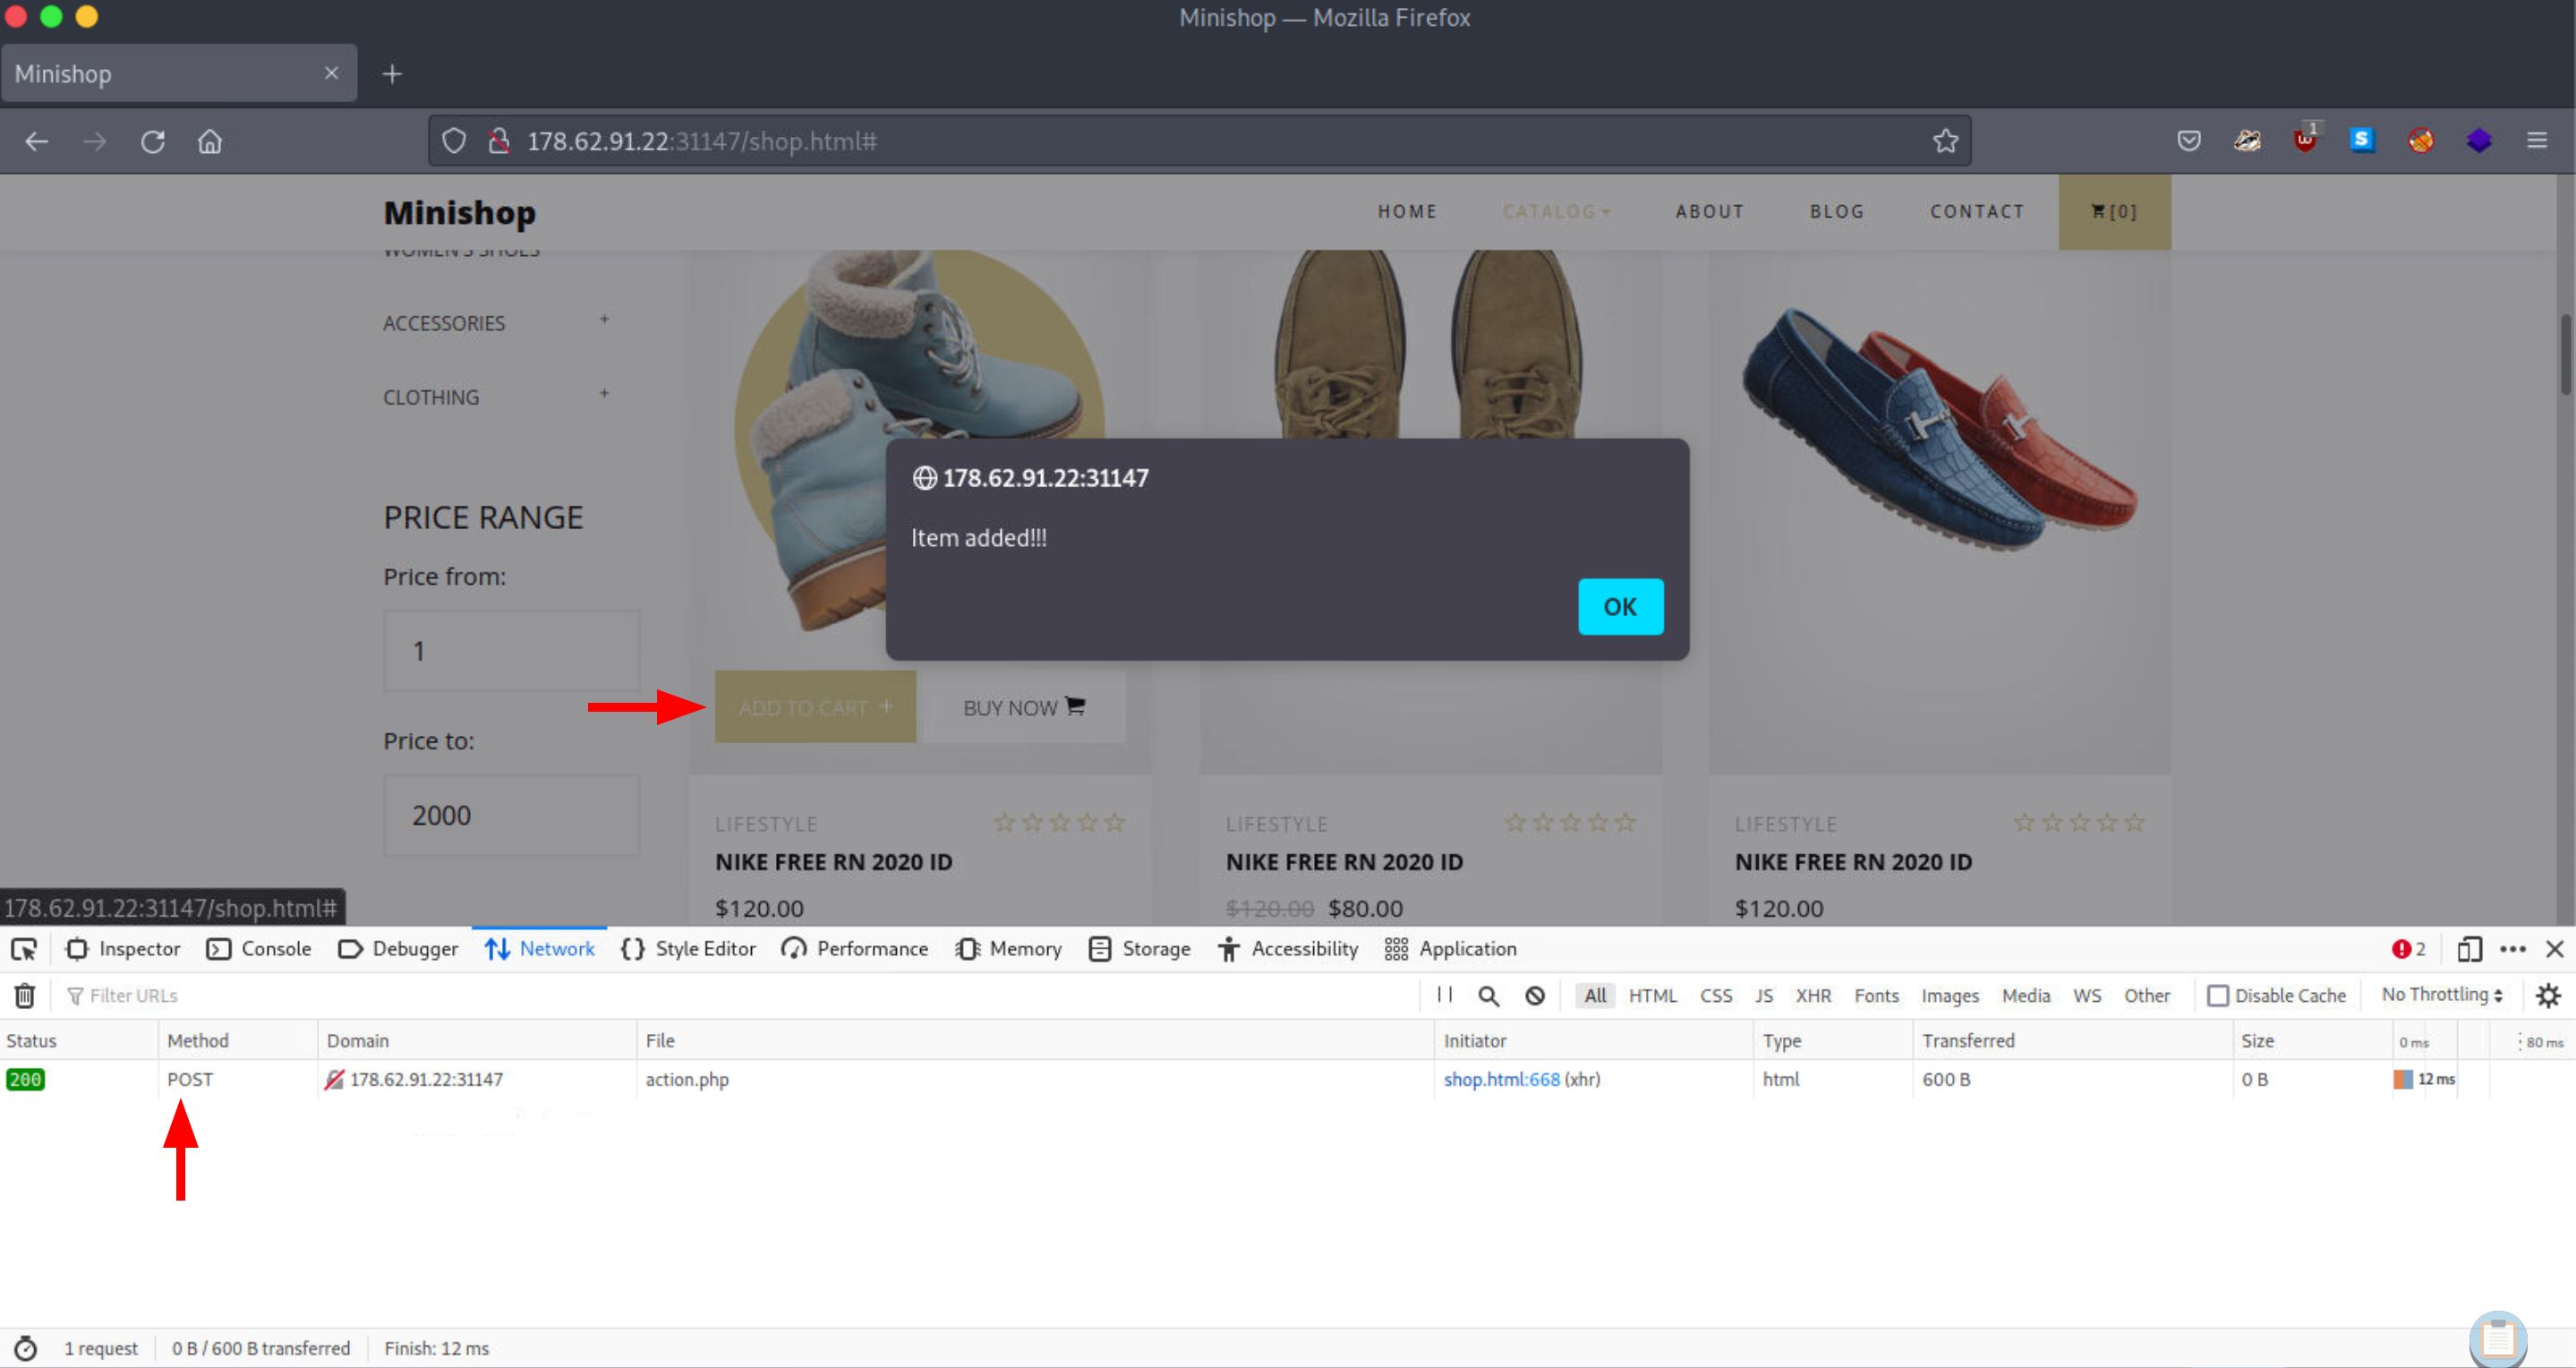 Minishop — Mozilla Firefox
Minishop
178.62.91.22:31147/shop.html#
1
S
Minishop
HOME CATALOG ABOUT BLOG CONTACT [0]
WOMEN'S SHOES
ACCESSORIES +
CLOTHING +
178.62.91.22:31147
Item added!!!
OK
PRICE RANGE
Price from:
1
Price to:
2000
ADD TO CART + BUY NOW
LIFESTYLE LIFESTYLE LIFESTYLE
NIKE FREE RN 2020 ID NIKE FREE RN 2020 ID NIKE FREE RN 2020 ID
$120.00 $120.00 $80.00 $120.00
178.62.91.22:31147/shop.html#
Inspector Console Debugger Network Style Editor Performance Memory Storage Accessibility Application 2
Filter URLs All HTML CSS JS XHR Fonts Images Media WS Other Disable Cache No Throttling
Status Method Domain File Initiator Type Transferred Size 0 ms 80 ms
200 POST 178.62.91.22:31147 action.php shop.html:668 (xhr) html 600 B 0 B 12 ms
1 request 0 B / 600 B transferred Finish: 12 ms